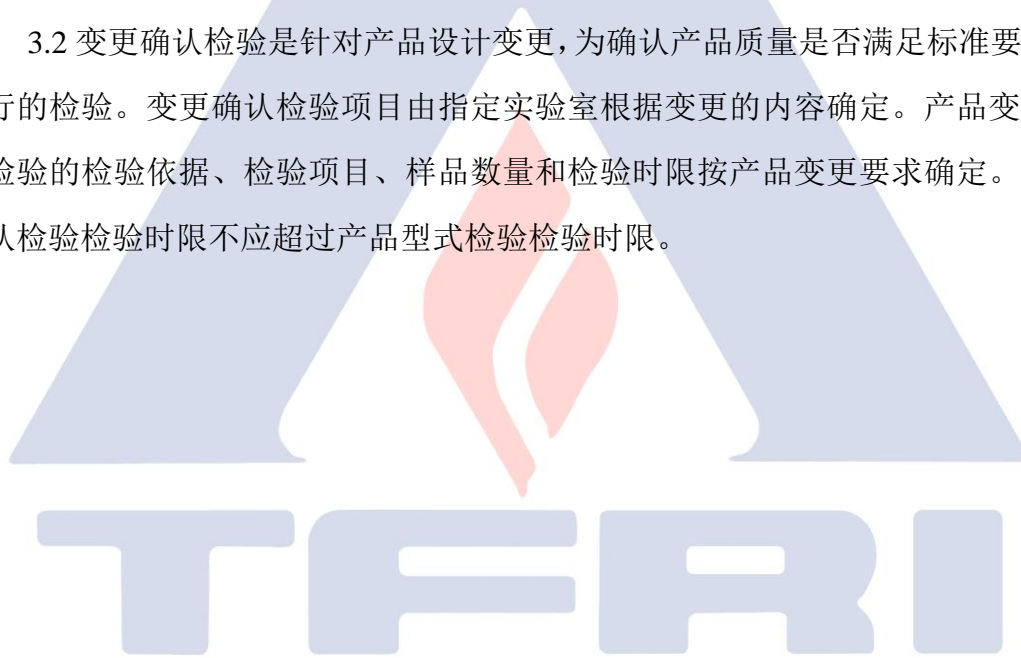 3.2 变更确认检验是针对产品设计变更,为确认产品质量是否满足标准要
行的检验。变更确认检验项目由指定实验室根据变更的内容确定。产品变
检验的检验依据、检验项目、样品数量和检验时限按产品变更要求确定。
认检验检验时限不应超过产品型式检验检验时限。
TFRI